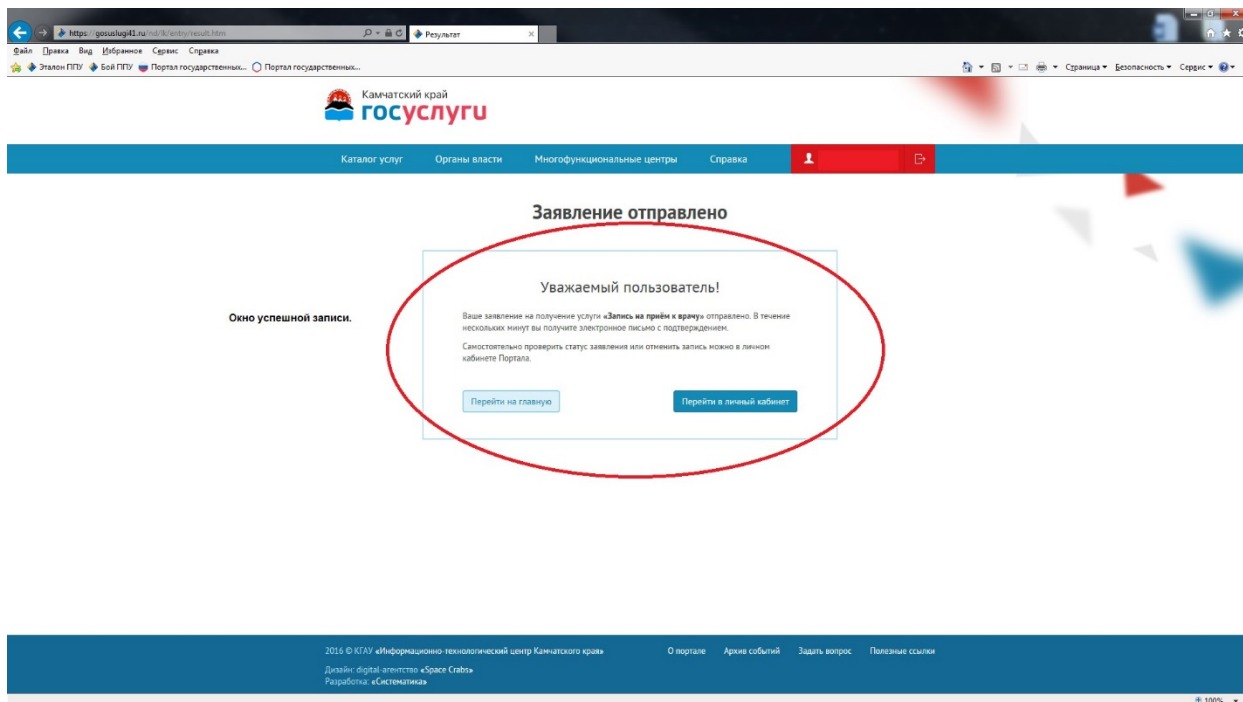 https://gosuslugi41.ru/nd/lk/entry/result.htm
Результат
Файл Правка Вид Избранное Сервис Справка
Эталон ППУ Бой ППУ Портал государственных... Портал государственных...
Страница Безопасность Сервис
Камчатский край
госуслуги
Каталог услуг Органы власти Многофункциональные центры Справка
Заявление отправлено
Уважаемый пользователь!
Окно успешной записи.
Ваше заявление на получение услуги «Запись на приём к врачу» отправлено. В течение
нескольких минут вы получите электронное письмо с подтверждением.
Самостоятельно проверить статус заявления или отменить запись можно в личном
кабинете Портала.
Перейти на главную Перейти в личный кабинет
2016 © КГАУ «Информационно-технологический центр Камчатского края» О портале Архив событий Задать вопрос Полезные ссылки
Дизайн: digital-агентство «Space Crabs»
Разработка: «Систематика»
100%